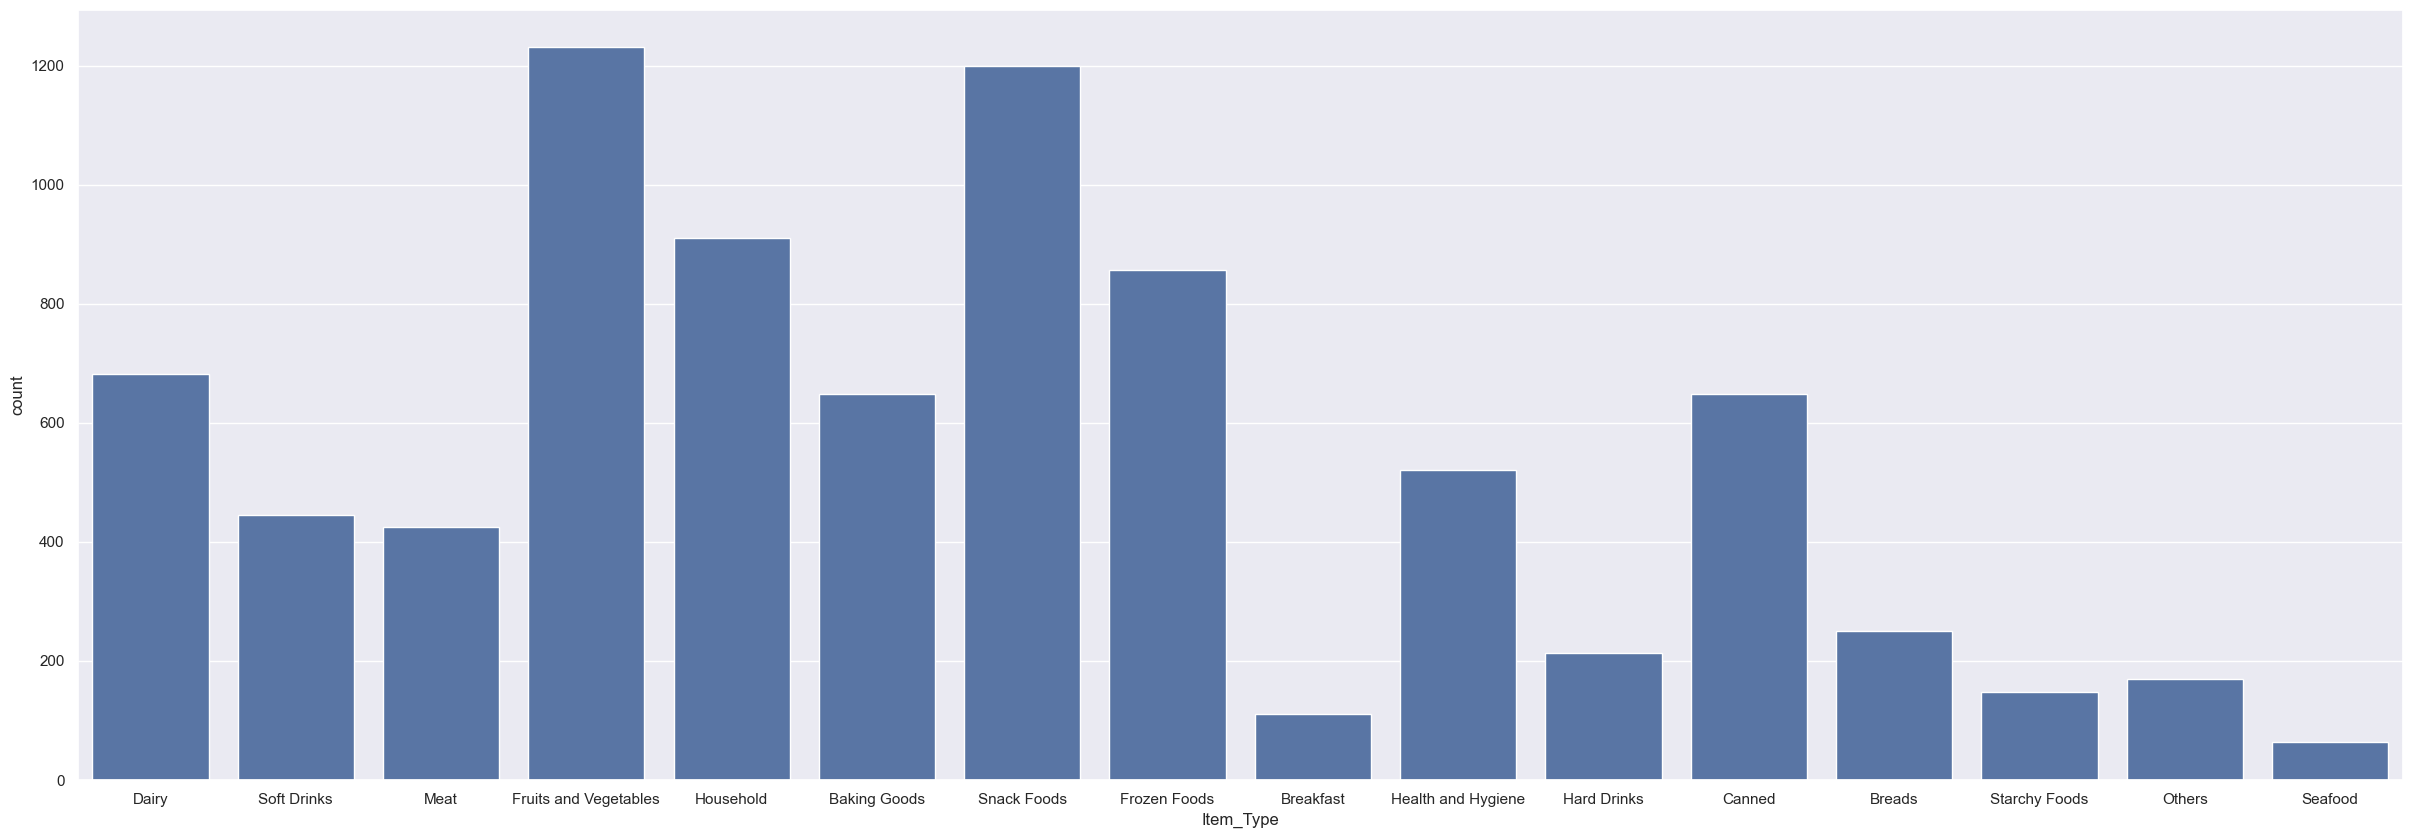 1200
1000
800
600
400
200
0
count
Dairy Soft Drinks Meat Fruits and Vegetables Household Baking Goods Snack Foods Frozen Foods Breakfast Health and Hygiene Hard Drinks Canned Breads Starchy Foods Others Seafood
Item_Type